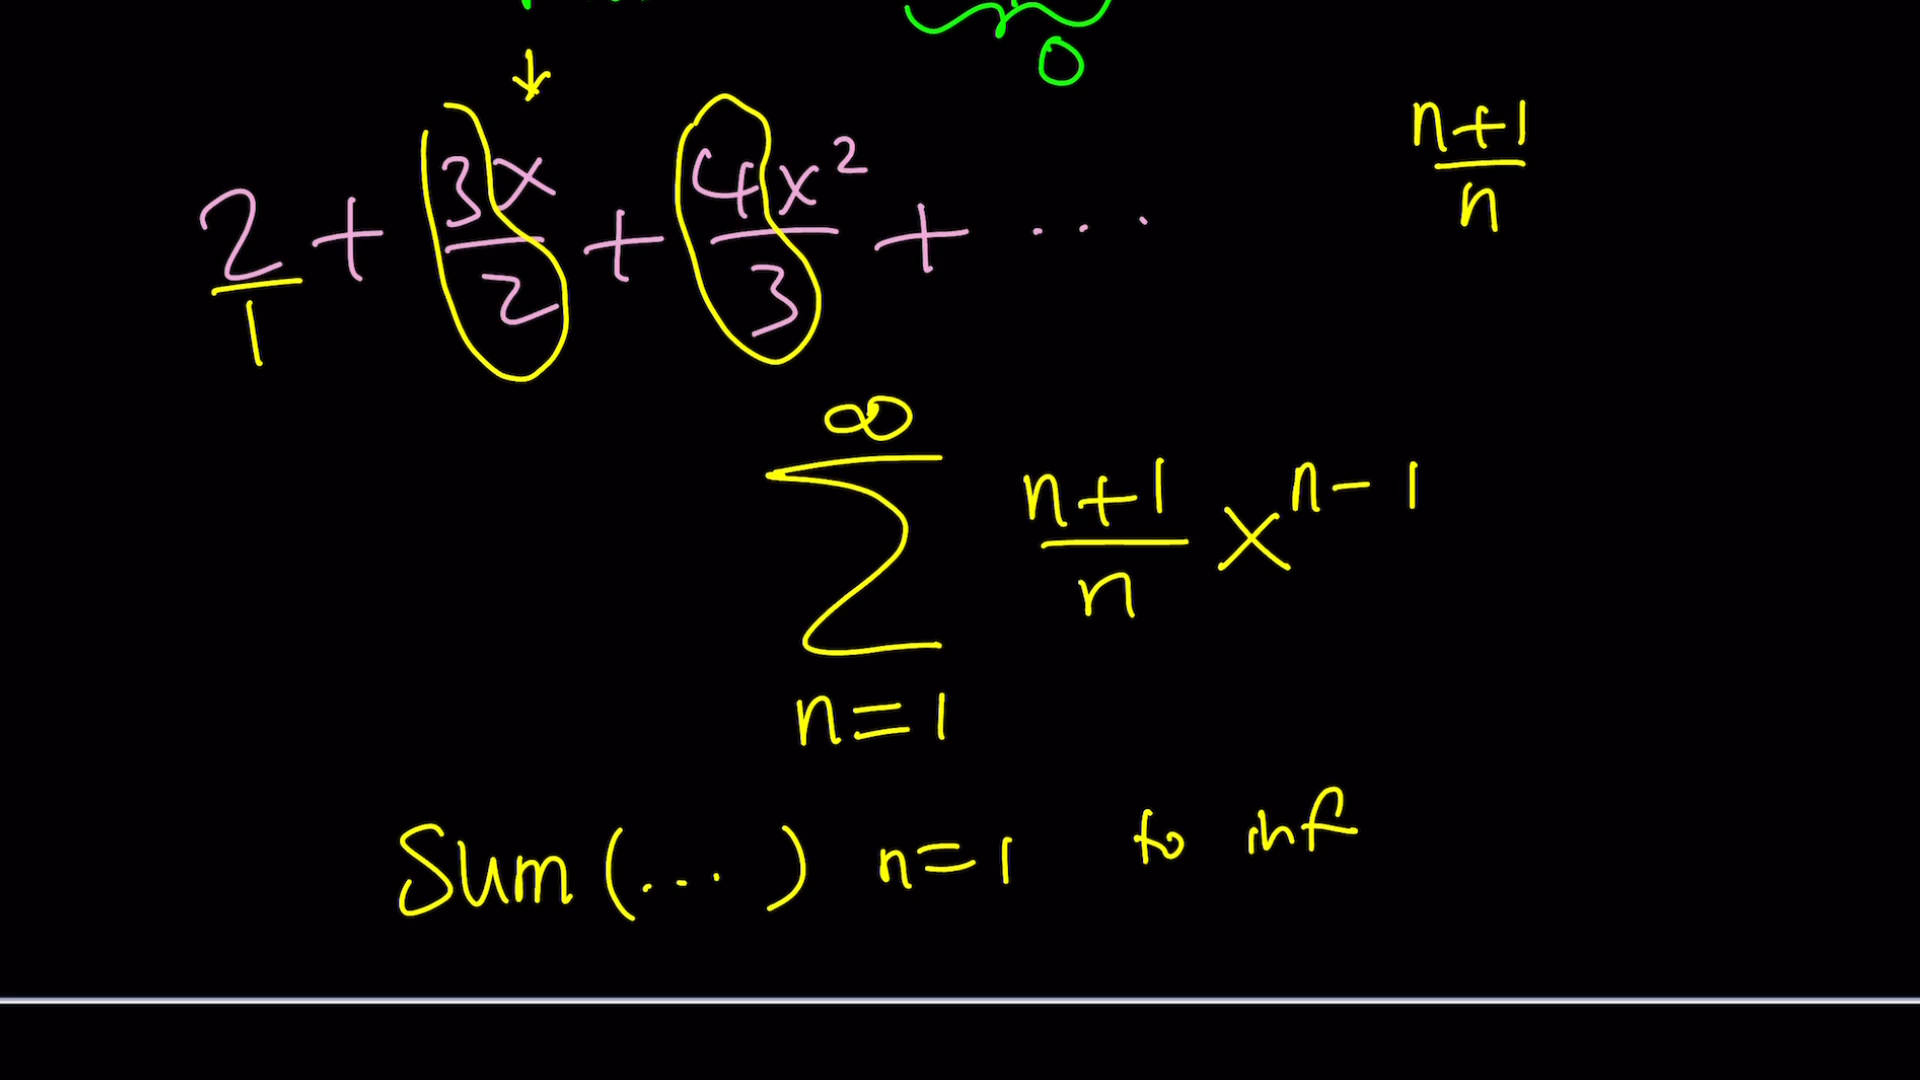 0
2/1 + 3x/2 + 4x²/3 + ...
n+1/n
∞
Σ n+1/n x^(n-1)
n=1
Sum (...) n=1 to inf